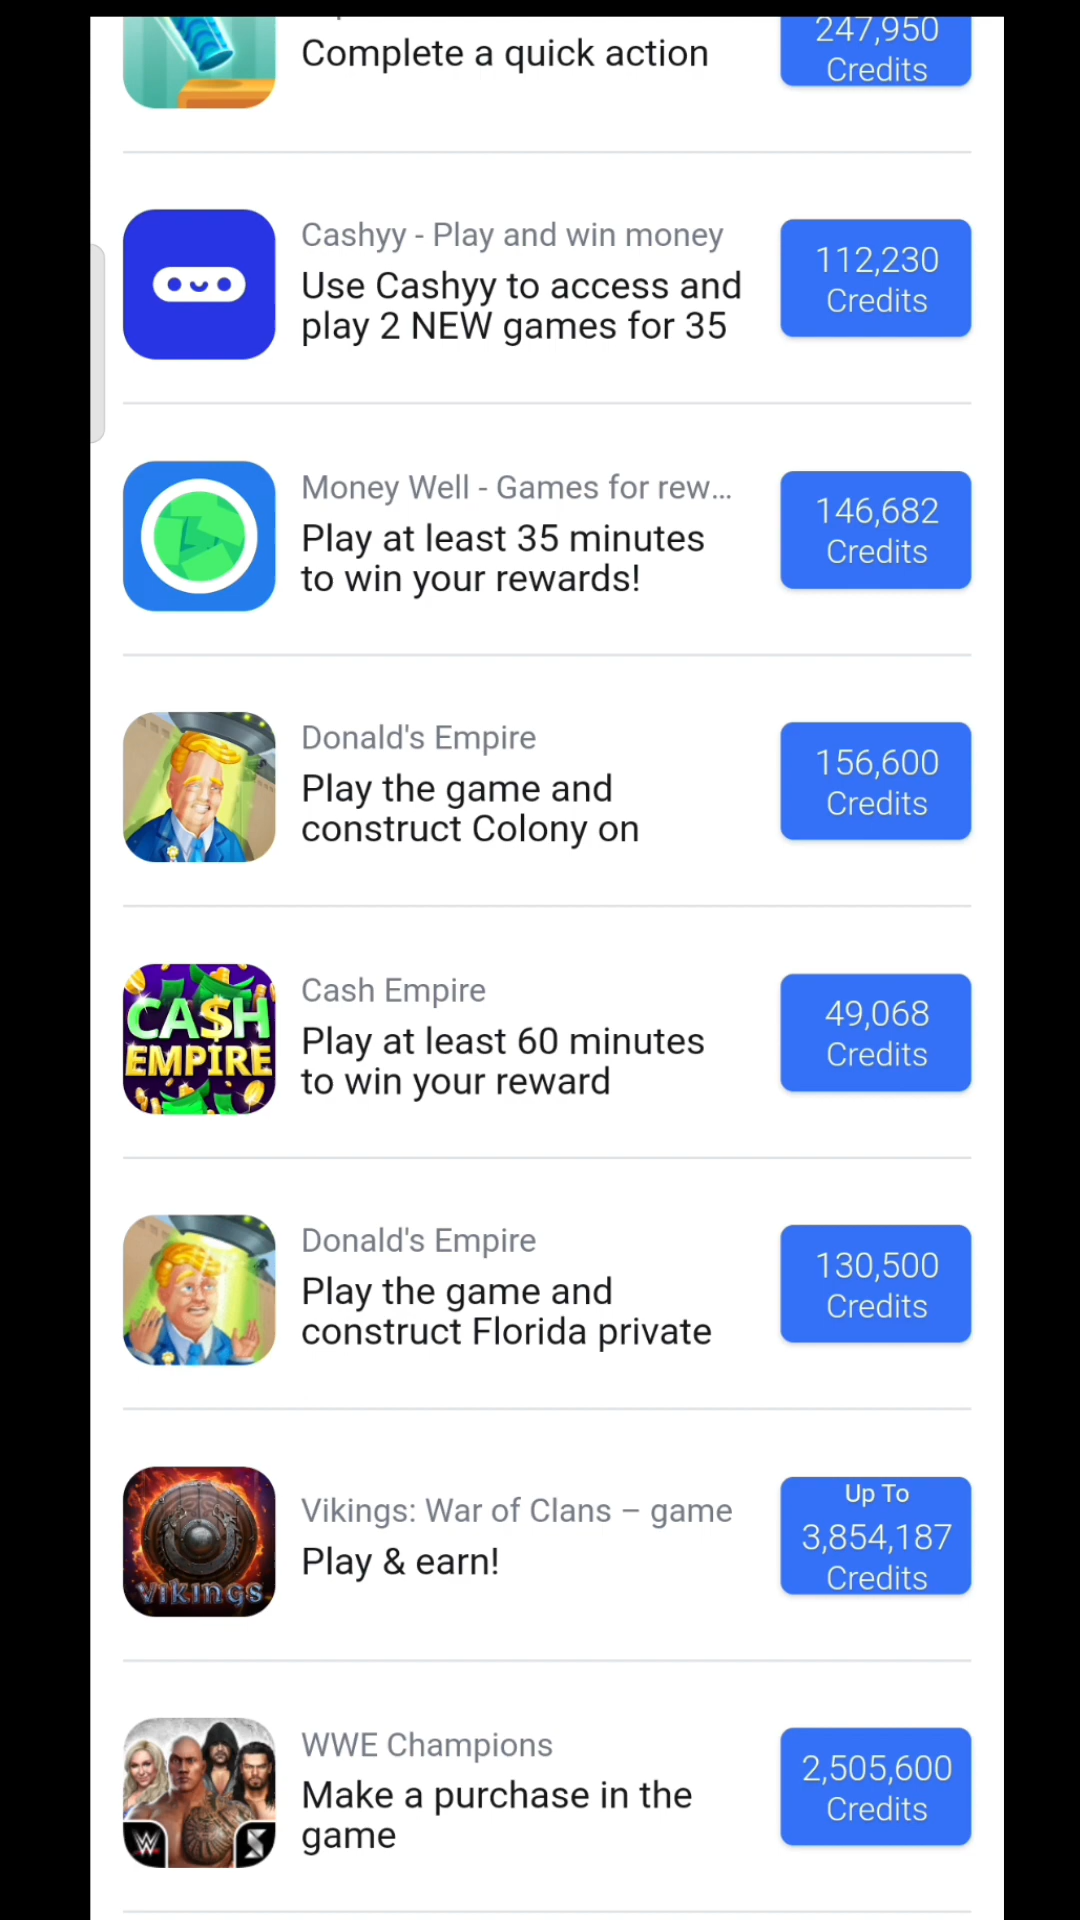 Complete a quick action
247,950
Credits
Cashyy - Play and win money
Use Cashyy to access and
play 2 NEW games for 35
112,230
Credits
Money Well - Games for rew...
Play at least 35 minutes
to win your rewards!
146,682
Credits
Donald's Empire
Play the game and
construct Colony on
156,600
Credits
CA$H
EMPIRE
Cash Empire
Play at least 60 minutes
to win your reward
49,068
Credits
Donald's Empire
Play the game and
construct Florida private
130,500
Credits
VIKINGS
Vikings: War of Clans – game
Play & earn!
Up To
3,854,187
Credits
W
S
WWE Champions
Make a purchase in the
game
2,505,600
Credits